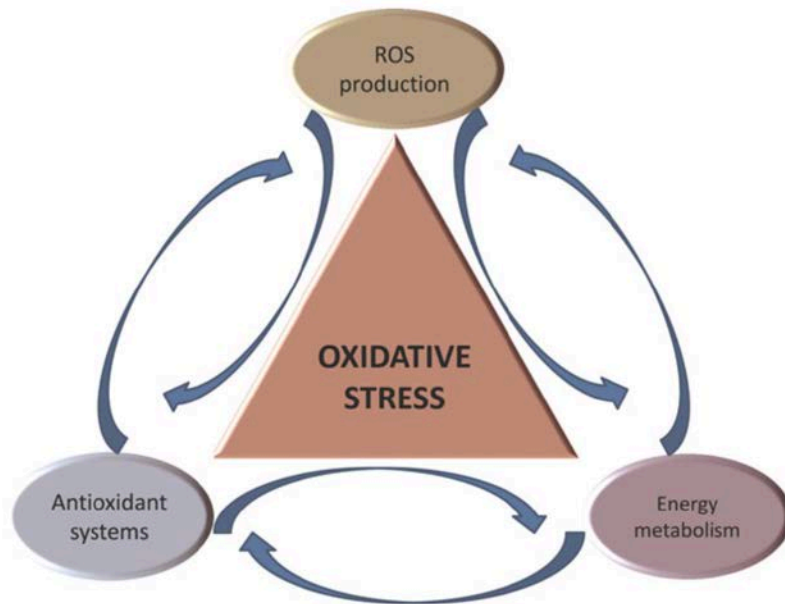 ROS
production
OXIDATIVE
STRESS
Antioxidant
systems
Energy
metabolism